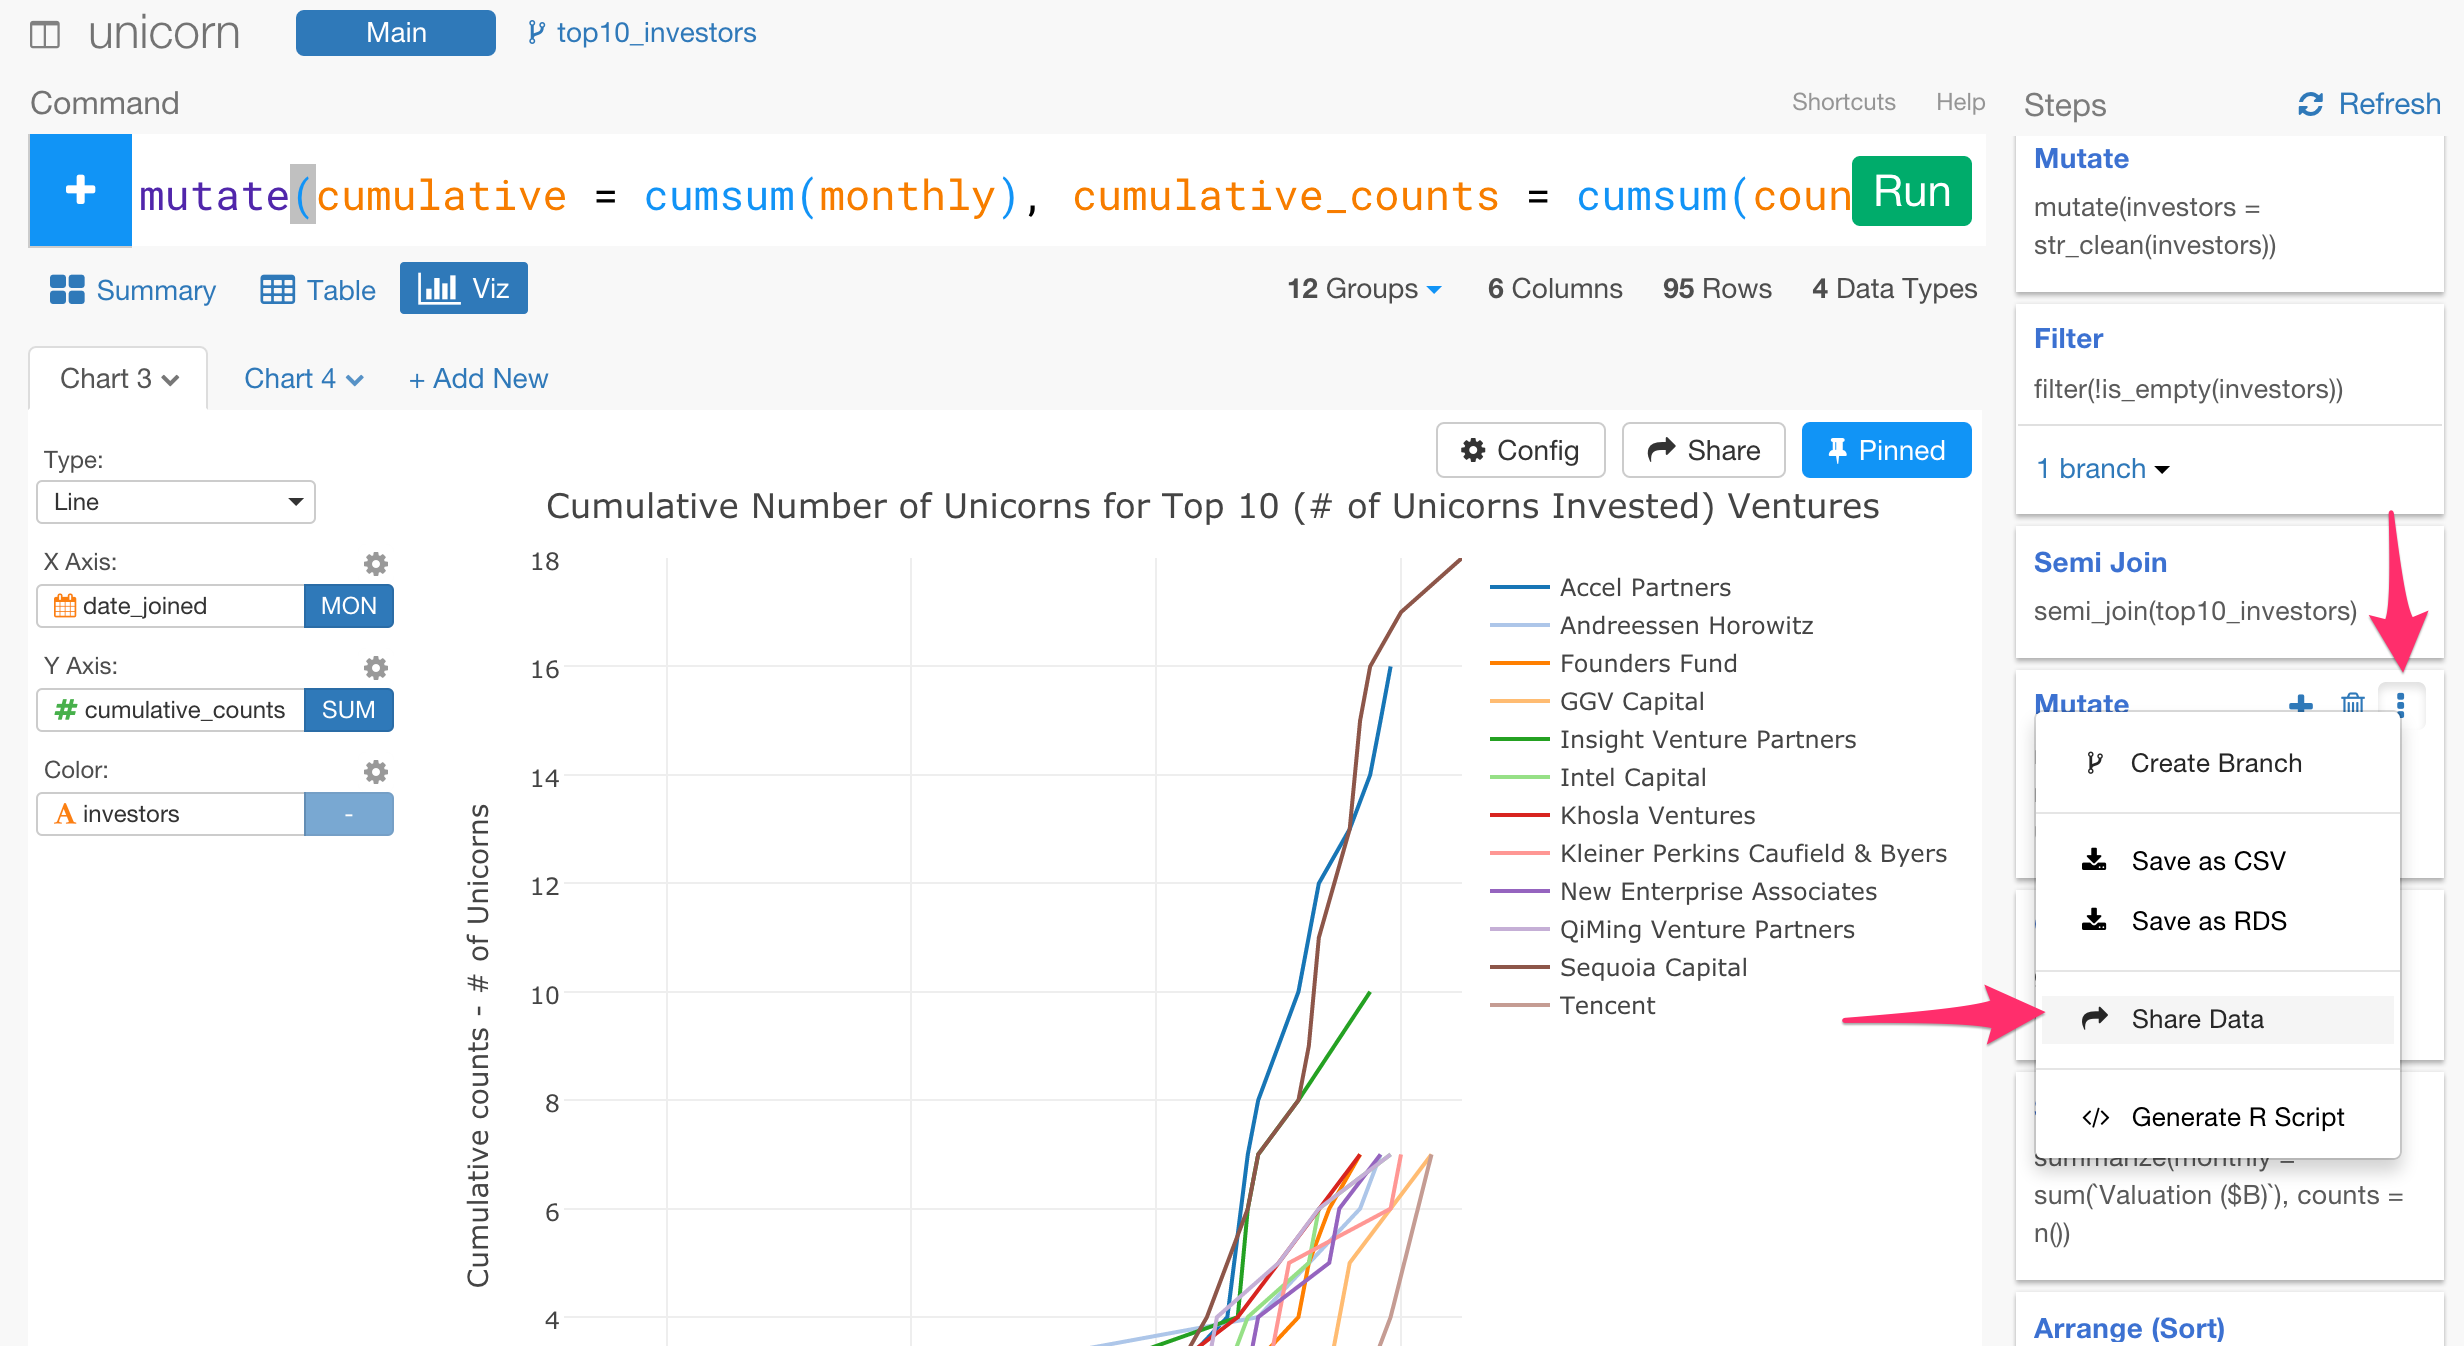 unicorn
Main
top10_investors
Command
Shortcuts
Help
Steps
Refresh
mutate(cumulative = cumsum(monthly), cumulative_counts = cumsum(coun
Run
Summary
Table
Viz
12 Groups
6 Columns
95 Rows
4 Data Types
Chart 3
Chart 4
+ Add New
Type:
Line
X Axis:
date_joined
MON
Y Axis:
# cumulative_counts
SUM
Color:
A investors
-
Config
Share
Pinned
Cumulative Number of Unicorns for Top 10 (# of Unicorns Invested) Ventures
Cumulative counts - # of Unicorns
18
16
14
12
10
8
6
4
Accel Partners
Andreessen Horowitz
Founders Fund
GGV Capital
Insight Venture Partners
Intel Capital
Khosla Ventures
Kleiner Perkins Caufield & Byers
New Enterprise Associates
QiMing Venture Partners
Sequoia Capital
Tencent
Mutate
mutate(investors =
str_clean(investors))
Filter
filter(!is_empty(investors))
1 branch
Semi Join
semi_join(top10_investors)
Mutate
Create Branch
Save as CSV
Save as RDS
Share Data
</> Generate R Script
summarize(monthly =
sum(`Valuation ($B)`), counts =
n())
Arrange (Sort)